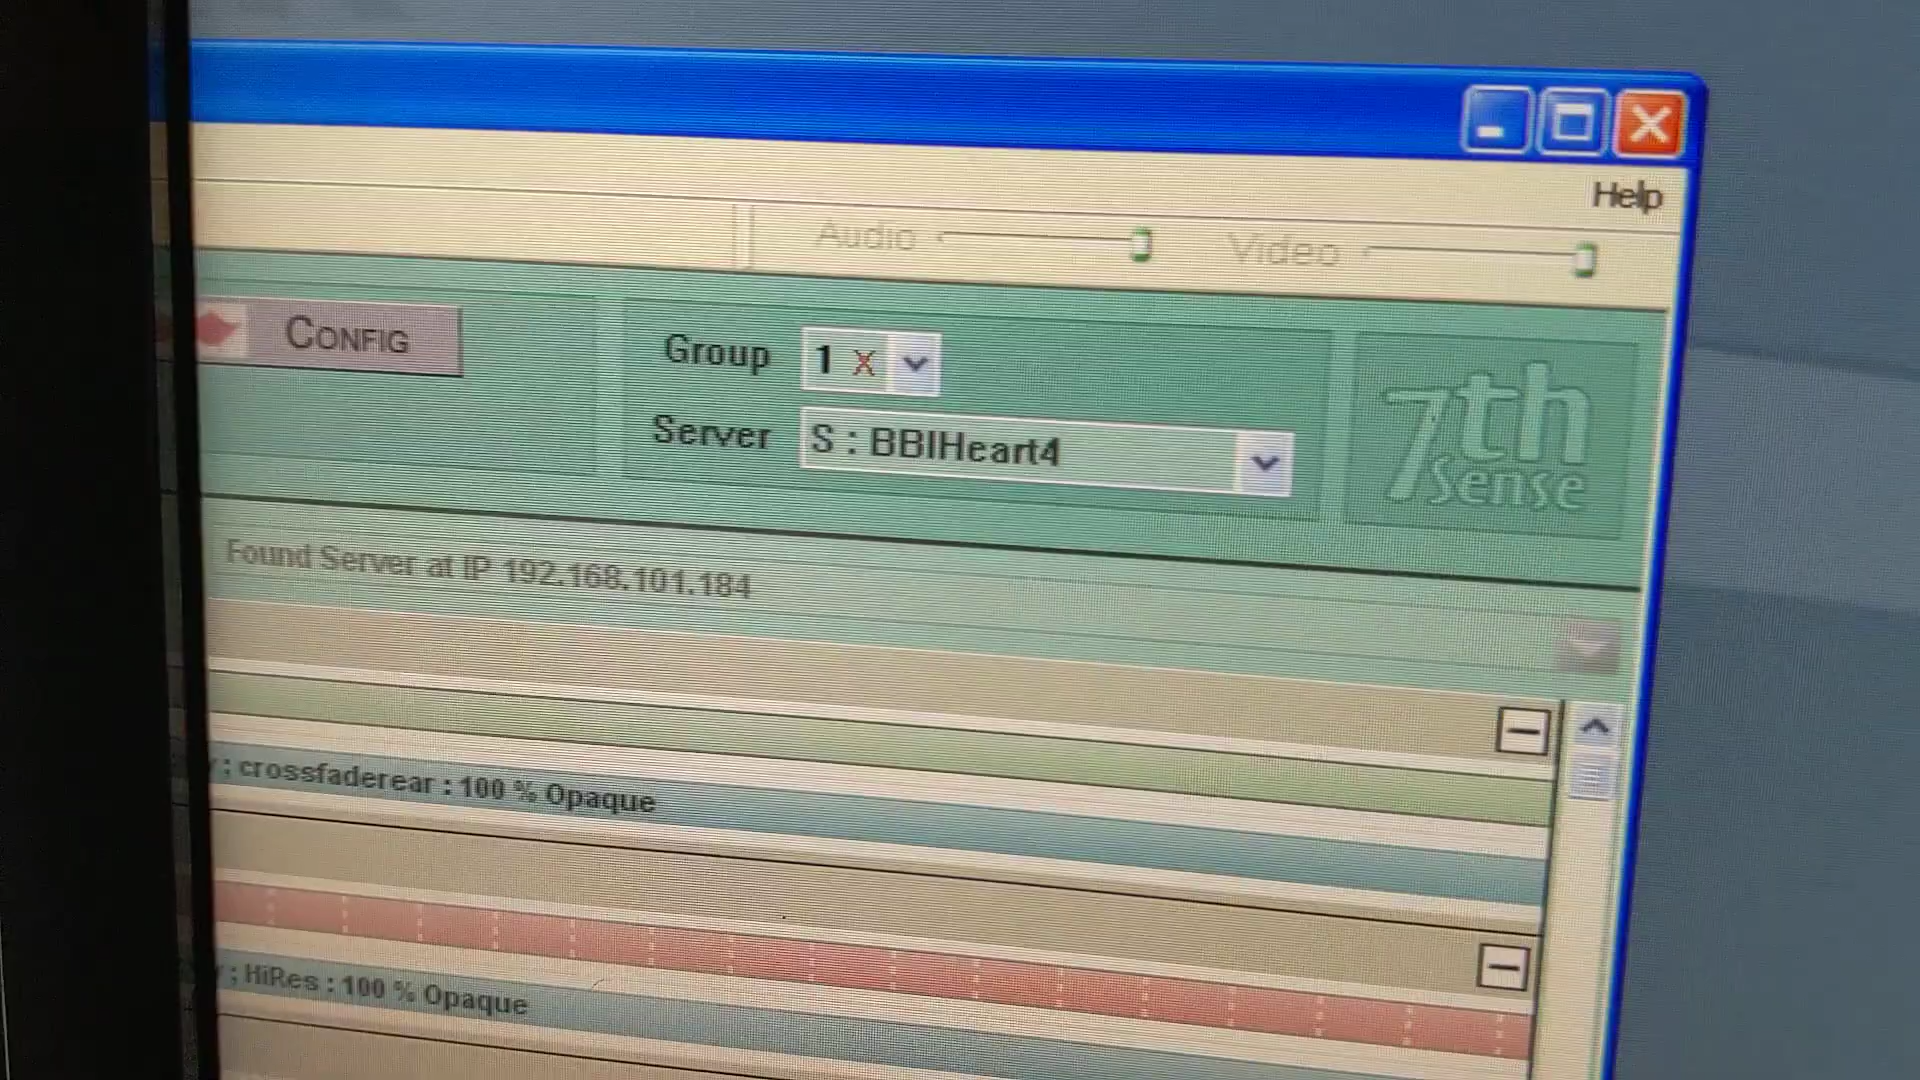 Help
Audio Video
CONFIG
Group 1 X
Server S : BBIHeart4
7th
Sense
Found Server at IP 192.168.101.184
; crossfaderear : 100 % Opaque
; HiRes : 100 % Opaque